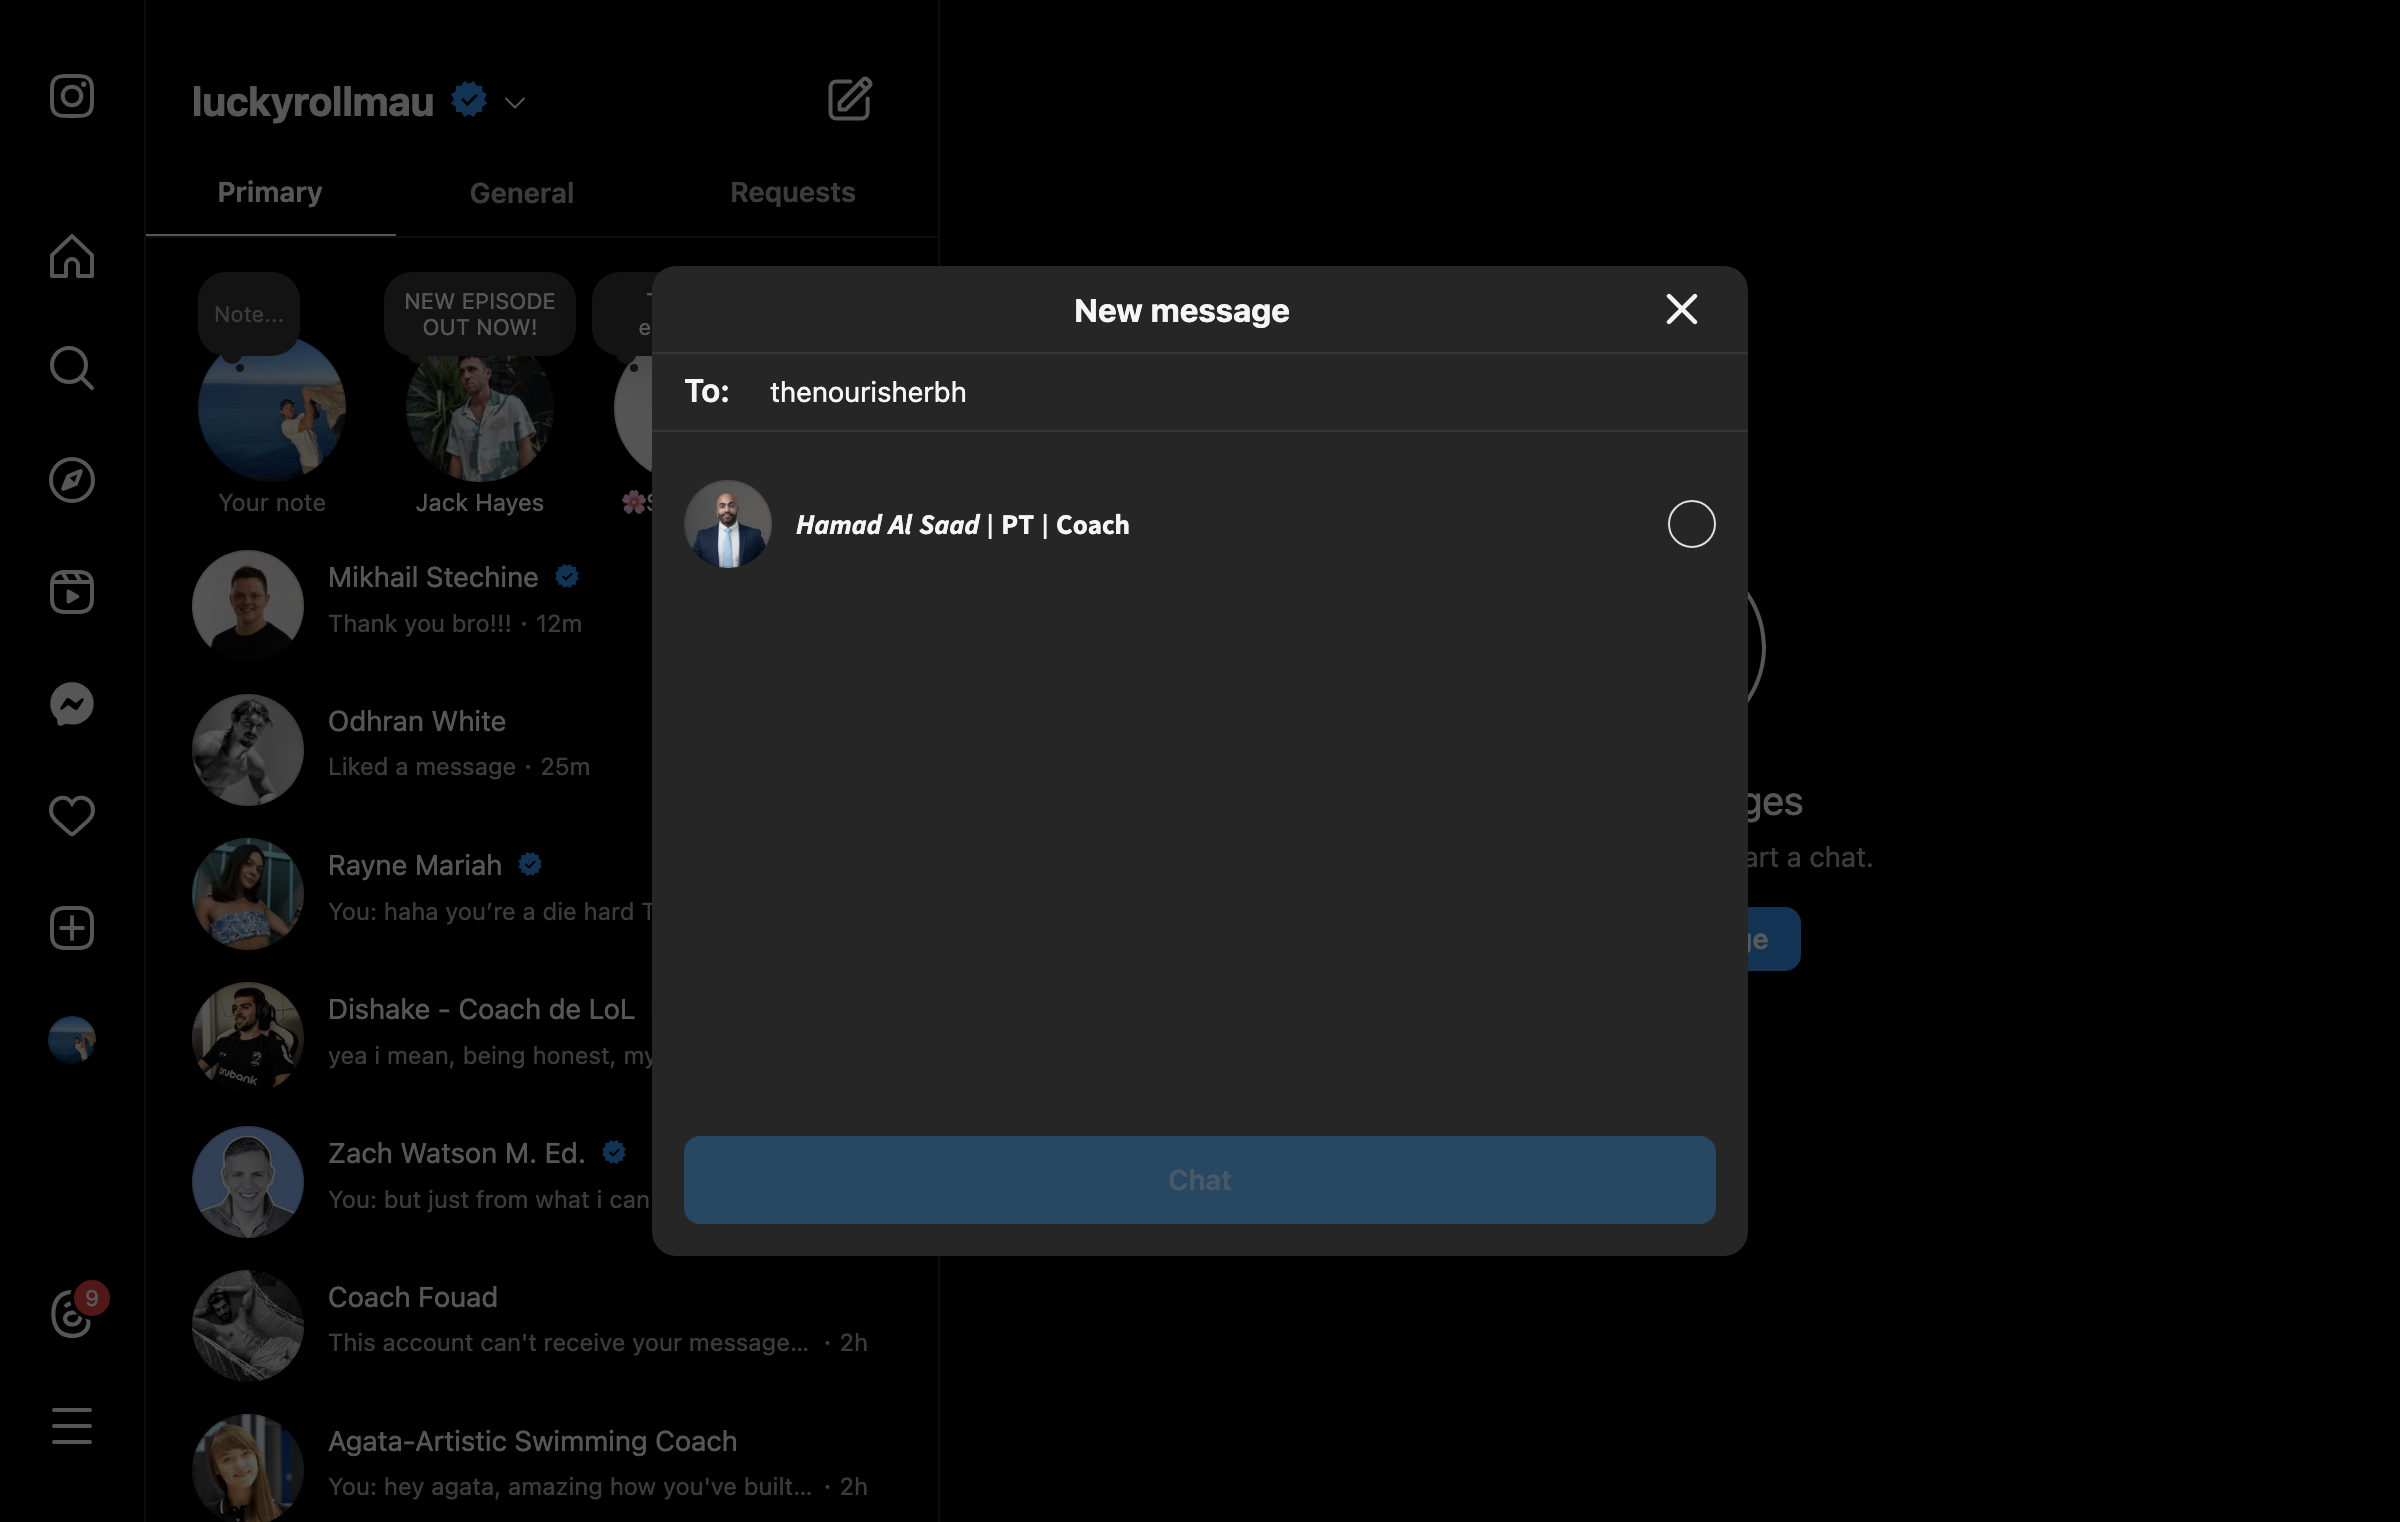 luckyrollmau
Primary
General
Requests
Note...
NEW EPISODE
OUT NOW!
Your note
Jack Hayes
Mikhail Stechine
Thank you bro!!! · 12m
Odhran White
Liked a message · 25m
Rayne Mariah
You: haha you’re a die hard
Dishake - Coach de LoL
yea i mean, being honest, my
Zach Watson M. Ed.
You: but just from what i can
Coach Fouad
This account can't receive your message... · 2h
Agata-Artistic Swimming Coach
You: hey agata, amazing how you've built... · 2h
9
New message
To: thenourisherbh
Hamad Al Saad | PT | Coach
Chat
a chat.